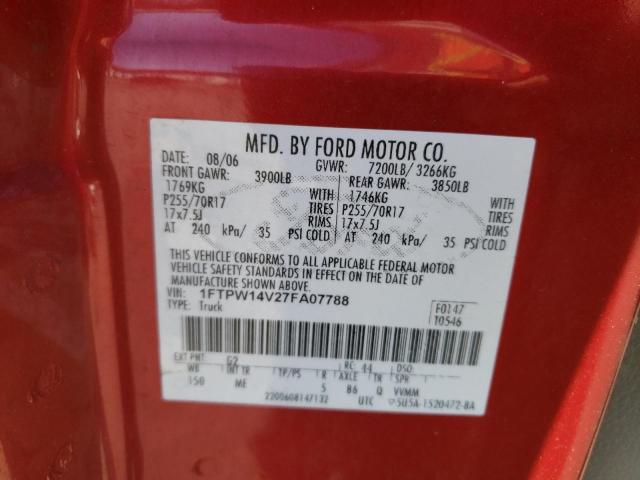 MFD. BY FORD MOTOR CO.
DATE: 08/06 GVWR: 7200LB/ 3266KG
FRONT GAWR: 3900LB REAR GAWR: 3850LB
1769KG WITH 1746KG WITH
P255/70R17 TIRES P255/70R17 TIRES
17x7.5J RIMS 17x7.5J RIMS
AT 240 kPa/ 35 PSI COLD AT 240 kPa/ 35 PSI COLD
THIS VEHICLE CONFORMS TO ALL APPLICABLE FEDERAL MOTOR
VEHICLE SAFETY STANDARDS IN EFFECT ON THE DATE OF
MANUFACTURE SHOWN ABOVE.
VIN: 1FTPW14V27FA07788 F0147
TYPE: Truck T0546
EXT PNT: G2 RC: 44 DSO:
WB INT TR TP/PS R AXLE TR SPR
150 ME 5 B6 Q VVMM
2200608147132 UTC 5U5A-1520472-BA